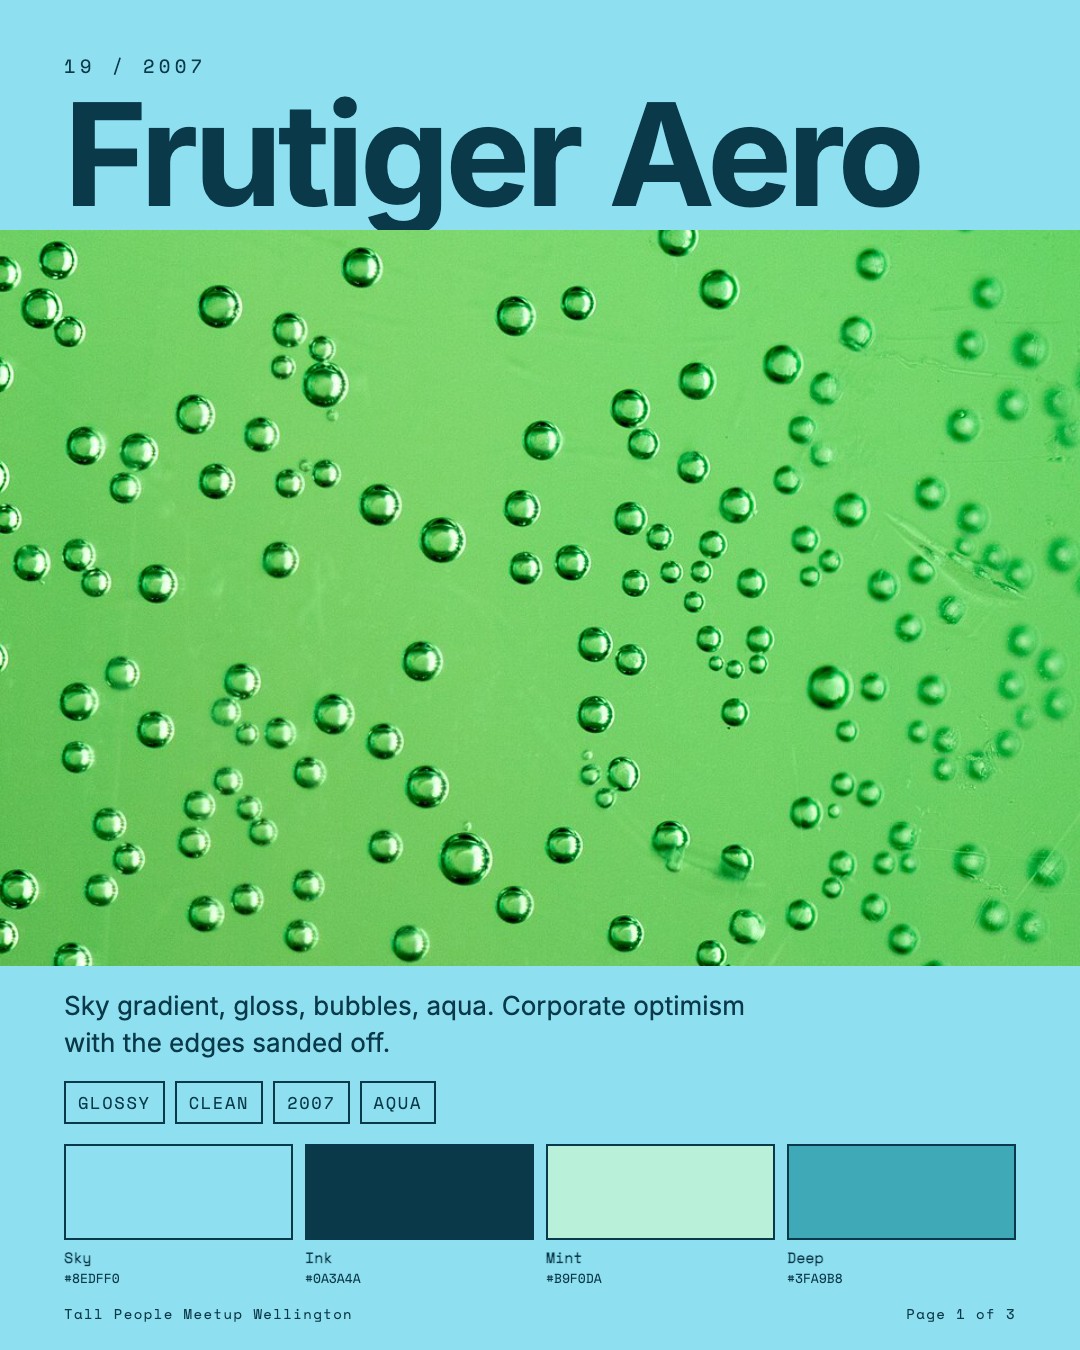 19 / 2007
Frutiger Aero
Sky gradient, gloss, bubbles, aqua. Corporate optimism
with the edges sanded off.
GLOSSY CLEAN 2007 AQUA
Sky Ink Mint Deep
#8EDFF0 #0A3A4A #B9F0DA #3FA9B8
Tall People Meetup Wellington Page 1 of 3